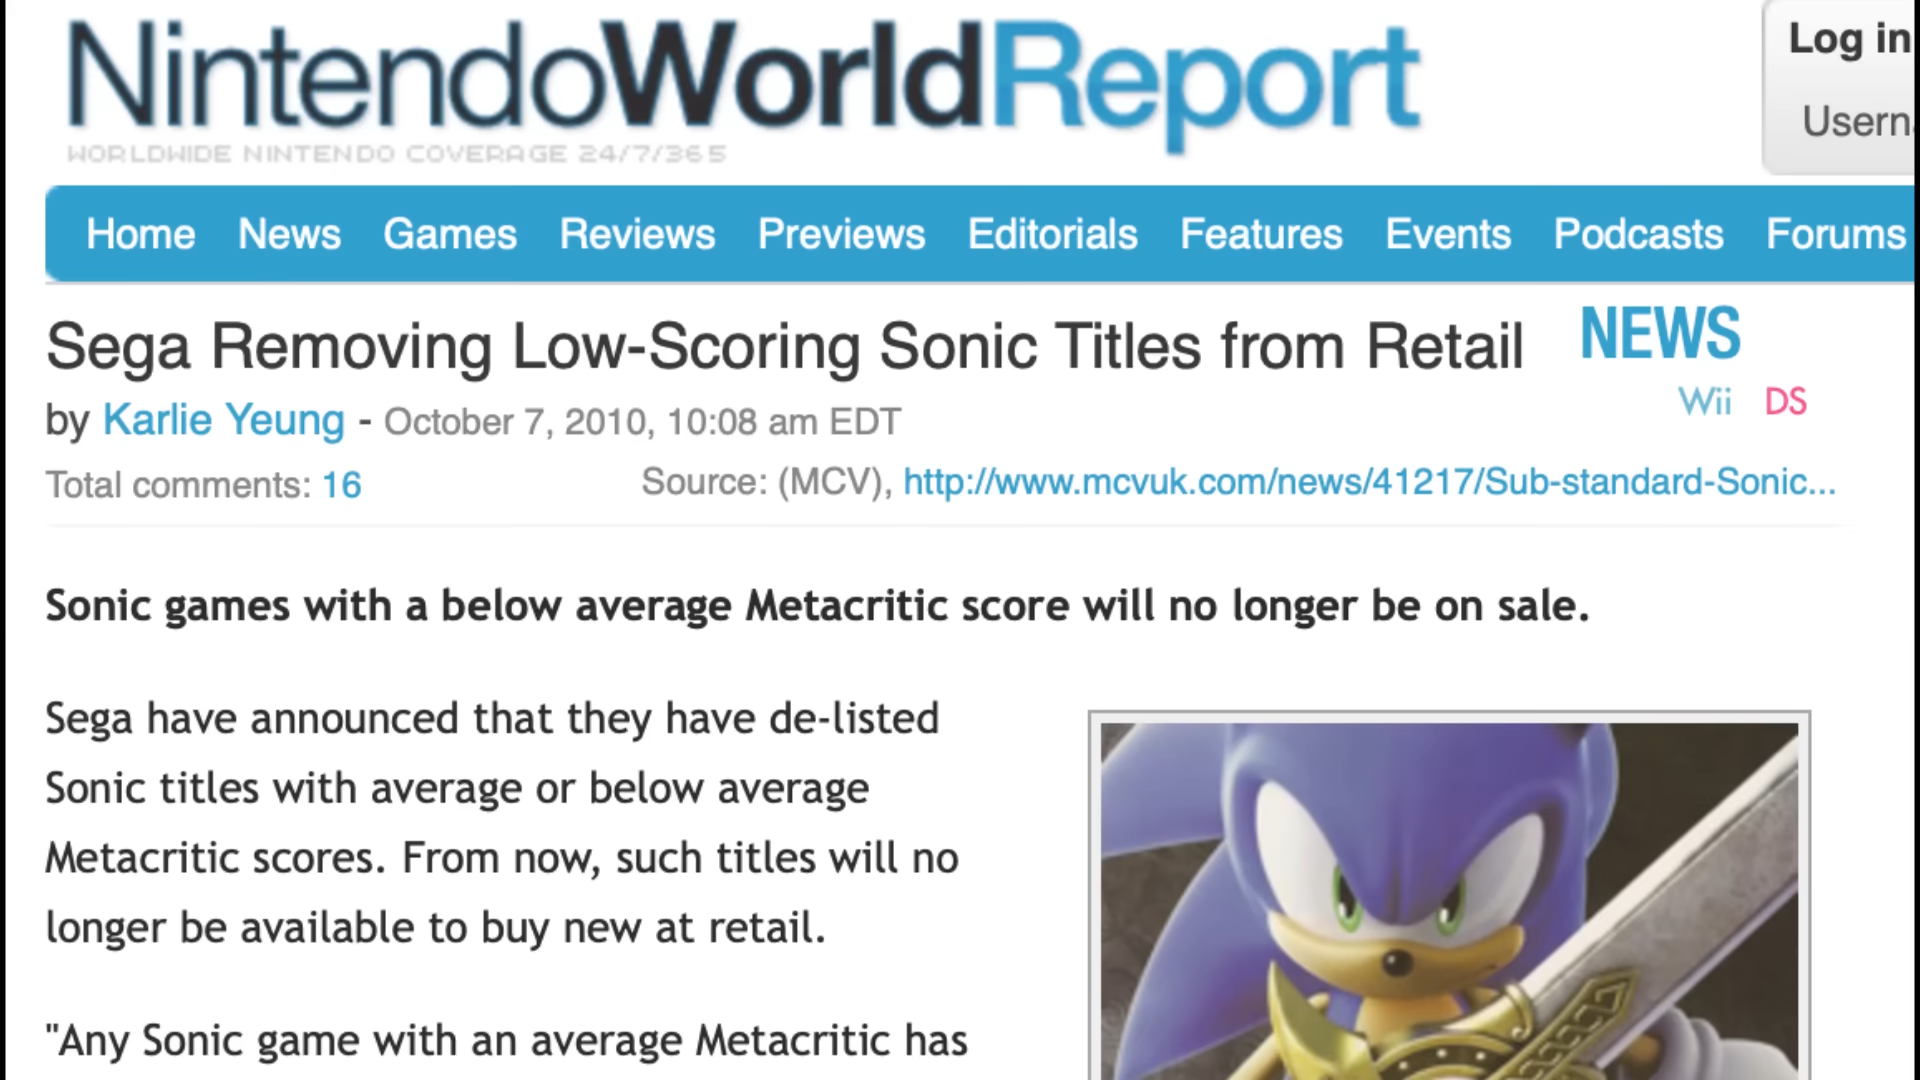 NintendoWorldReport
WORLDWIDE NINTENDO COVERAGE 24/7/365
Log in
Home News Games Reviews Previews Editorials Features Events Podcasts Forums
Sega Removing Low-Scoring Sonic Titles from Retail
NEWS
Wii DS
by Karlie Yeung - October 7, 2010, 10:08 am EDT
Total comments: 16
Source: (MCV), http://www.mcvuk.com/news/41217/Sub-standard-Sonic...
Sonic games with a below average Metacritic score will no longer be on sale.
Sega have announced that they have de-listed
Sonic titles with average or below average
Metacritic scores. From now, such titles will no
longer be available to buy new at retail.
"Any Sonic game with an average Metacritic has